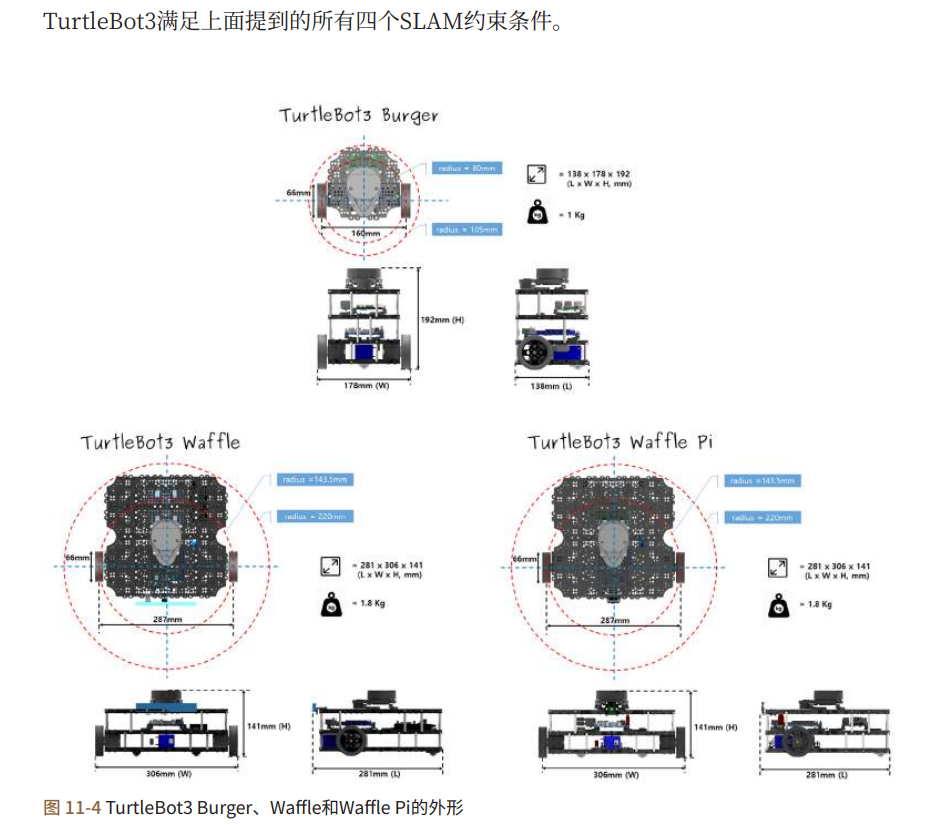 TurtleBot3满足上面提到的所有四个SLAM约束条件。
TurtleBot3 Burger
radius = 80mm
66mm
= 138 x 178 x 192
(L x W x H, mm)
kg
= 1 Kg
160mm
radius = 105mm
192mm (H)
178mm (W)
138mm (L)
TurtleBot3 Waffle
radius =143.5mm
radius = 220mm
66mm
= 281 x 306 x 141
(L x W x H, mm)
kg
= 1.8 Kg
287mm
141mm (H)
306mm (W)
281mm (L)
TurtleBot3 Waffle Pi
radius =143.5mm
radius = 220mm
66mm
= 281 x 306 x 141
(L x W x H, mm)
kg
= 1.8 Kg
287mm
141mm (H)
306mm (W)
281mm (L)
图 11-4 TurtleBot3 Burger、Waffle和Waffle Pi的外形